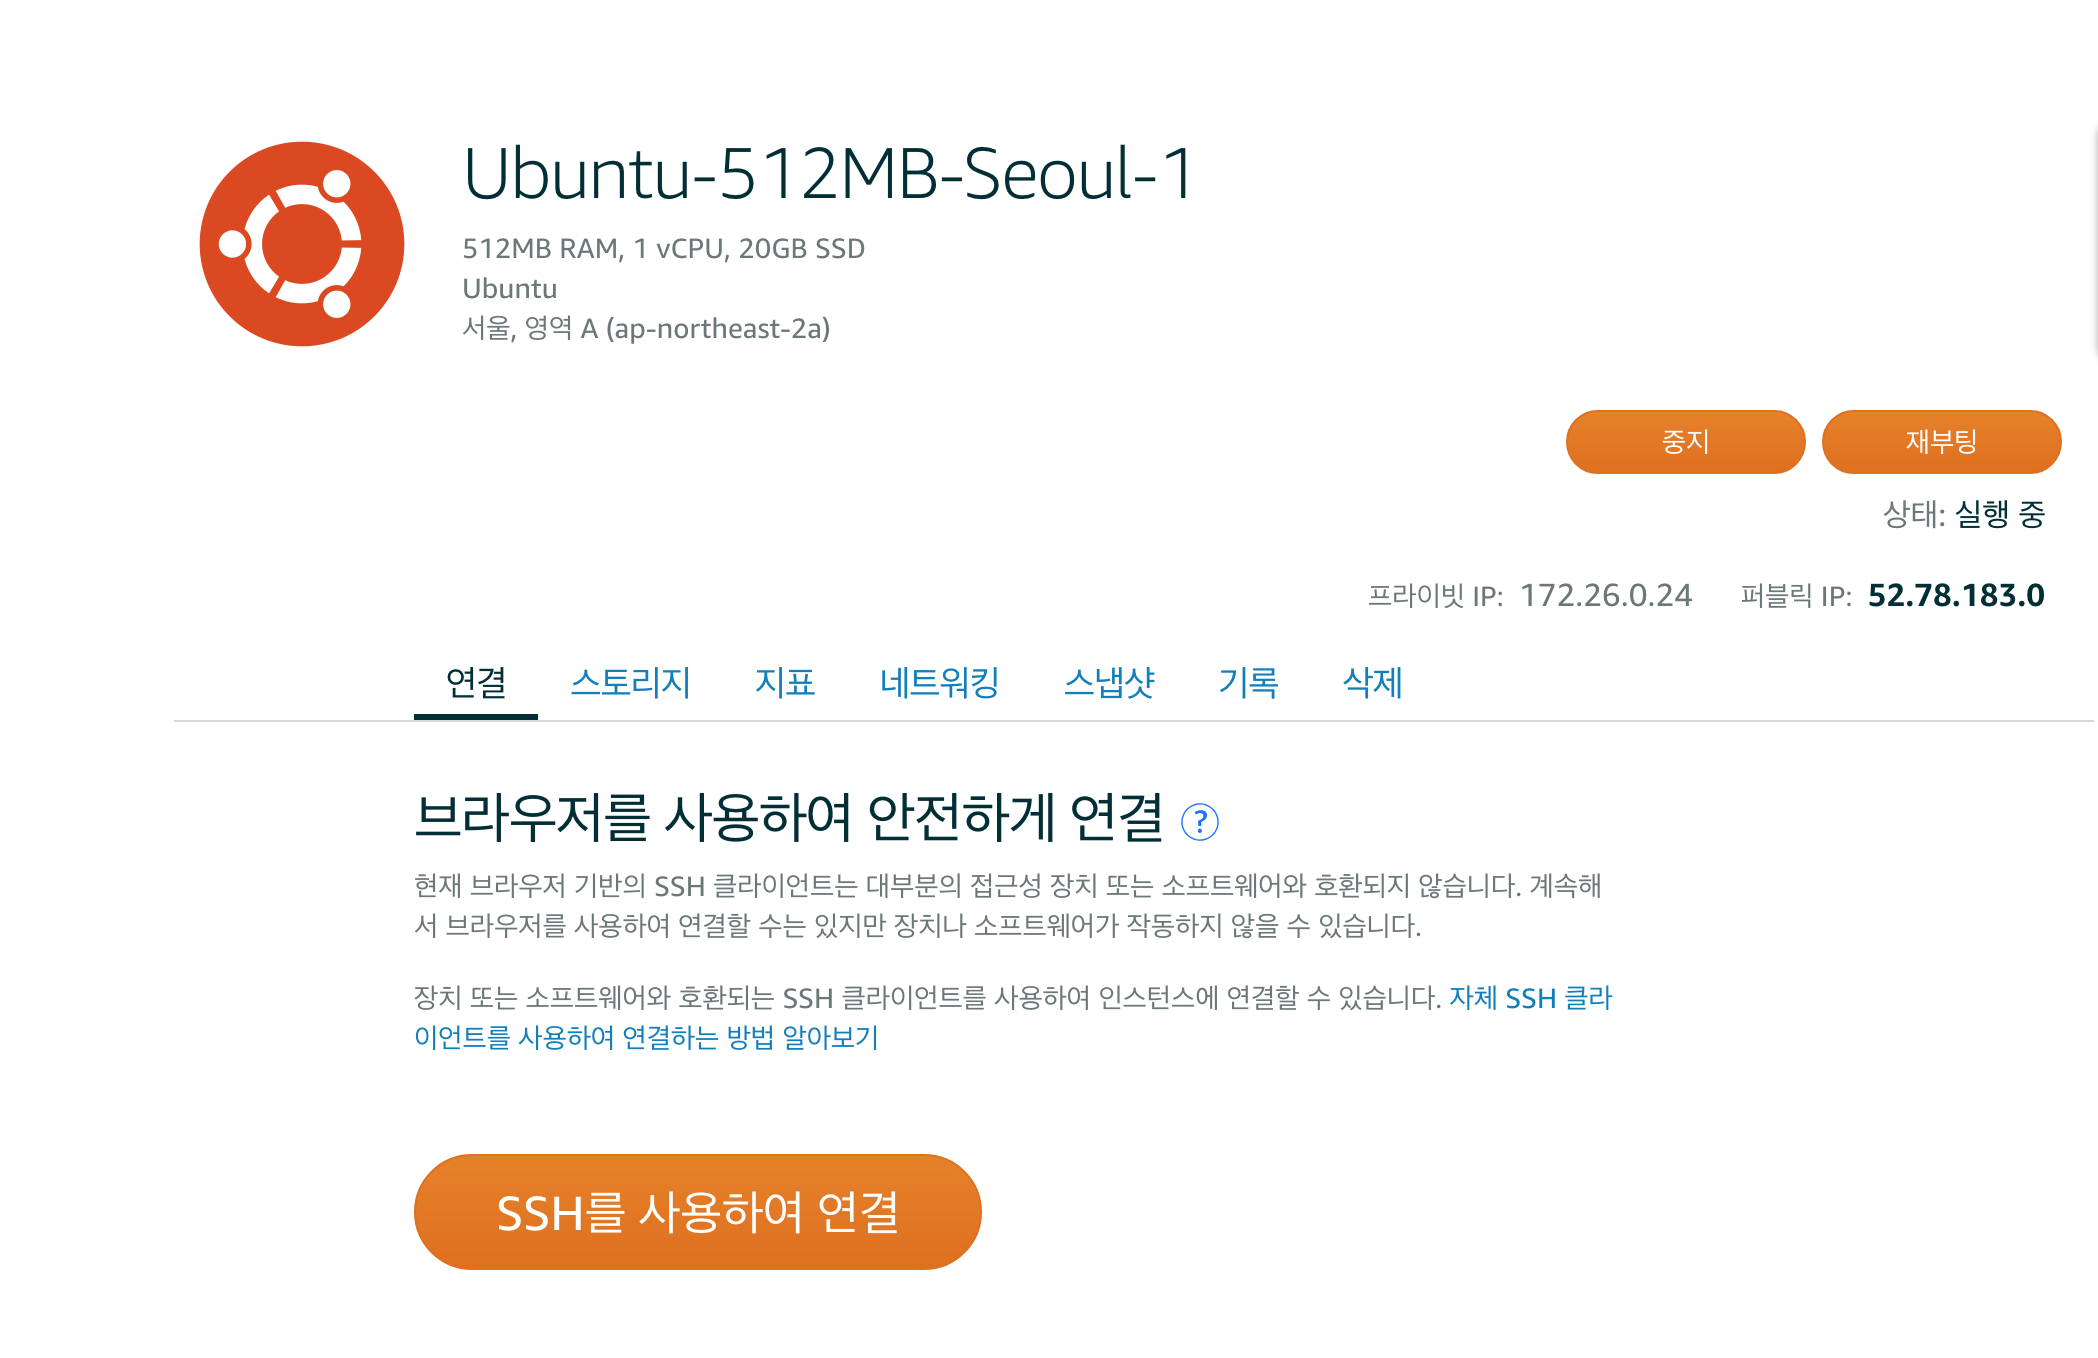 Ubuntu-512MB-Seoul-1
512MB RAM, 1 vCPU, 20GB SSD
Ubuntu
서울, 영역 A (ap-northeast-2a)
중지 재부팅
상태: 실행 중
프라이빗 IP: 172.26.0.24 퍼블릭 IP: 52.78.183.0
연결 스토리지 지표 네트워킹 스냅샷 기록 삭제
브라우저를 사용하여 안전하게 연결 ?
현재 브라우저 기반의 SSH 클라이언트는 대부분의 접근성 장치 또는 소프트웨어와 호환되지 않습니다. 계속해
서 브라우저를 사용하여 연결할 수는 있지만 장치나 소프트웨어가 작동하지 않을 수 있습니다.
장치 또는 소프트웨어와 호환되는 SSH 클라이언트를 사용하여 인스턴스에 연결할 수 있습니다. 자체 SSH 클라
이언트를 사용하여 연결하는 방법 알아보기
SSH를 사용하여 연결